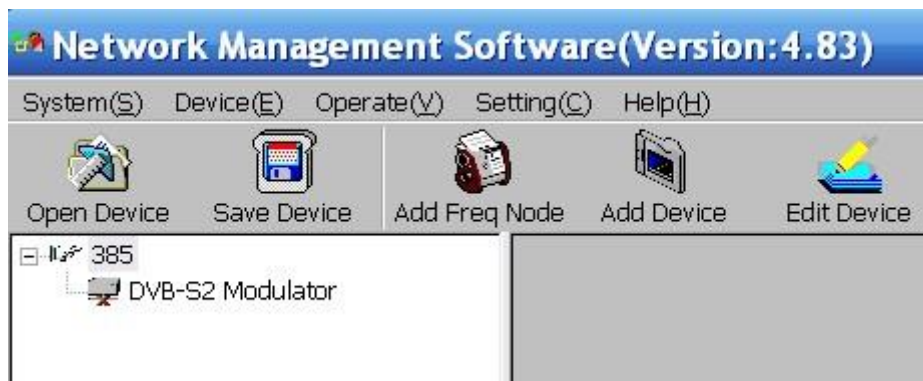 Network Management Software(Version:4.83)
System(S) Device(E) Operate(V) Setting(C) Help(H)
Open Device Save Device Add Freq Node Add Device Edit Device
385
DVB-S2 Modulator